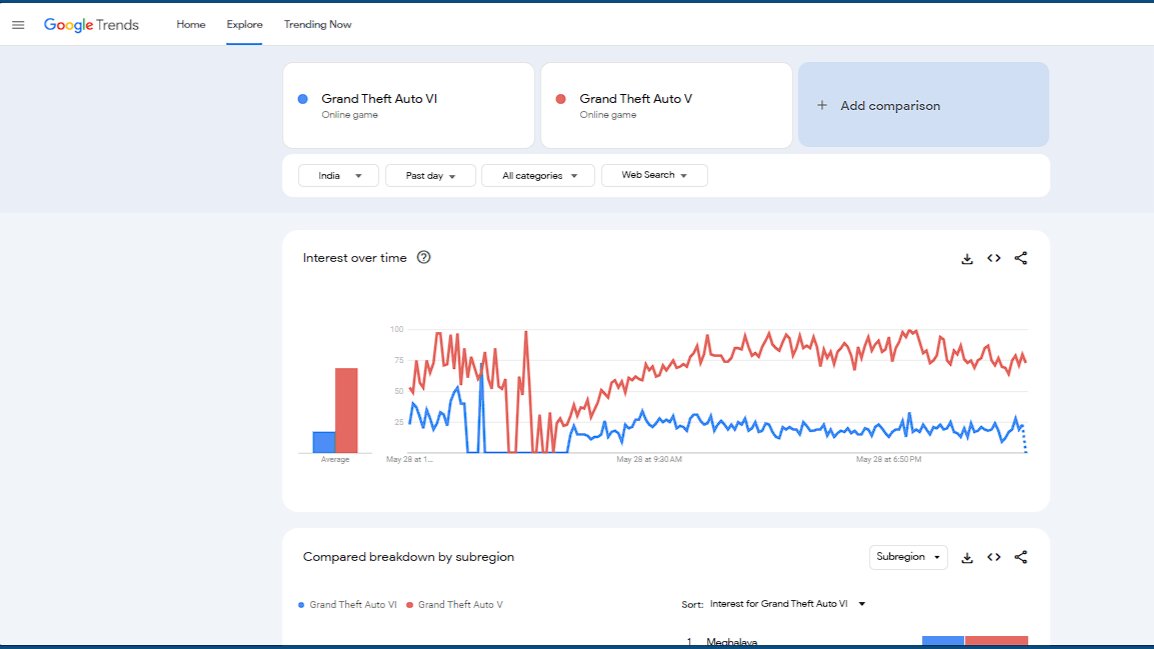 Google Trends Home Explore Trending Now
Grand Theft Auto VI
Online game
Grand Theft Auto V
Online game
+ Add comparison
India Past day All categories Web Search
Interest over time
100
75
50
25
Average
May 28 at 1... May 28 at 9:30 AM May 28 at 6:50 PM
Compared breakdown by subregion
Subregion
Grand Theft Auto VI Grand Theft Auto V
Sort: Interest for Grand Theft Auto VI
1 Meghalaya